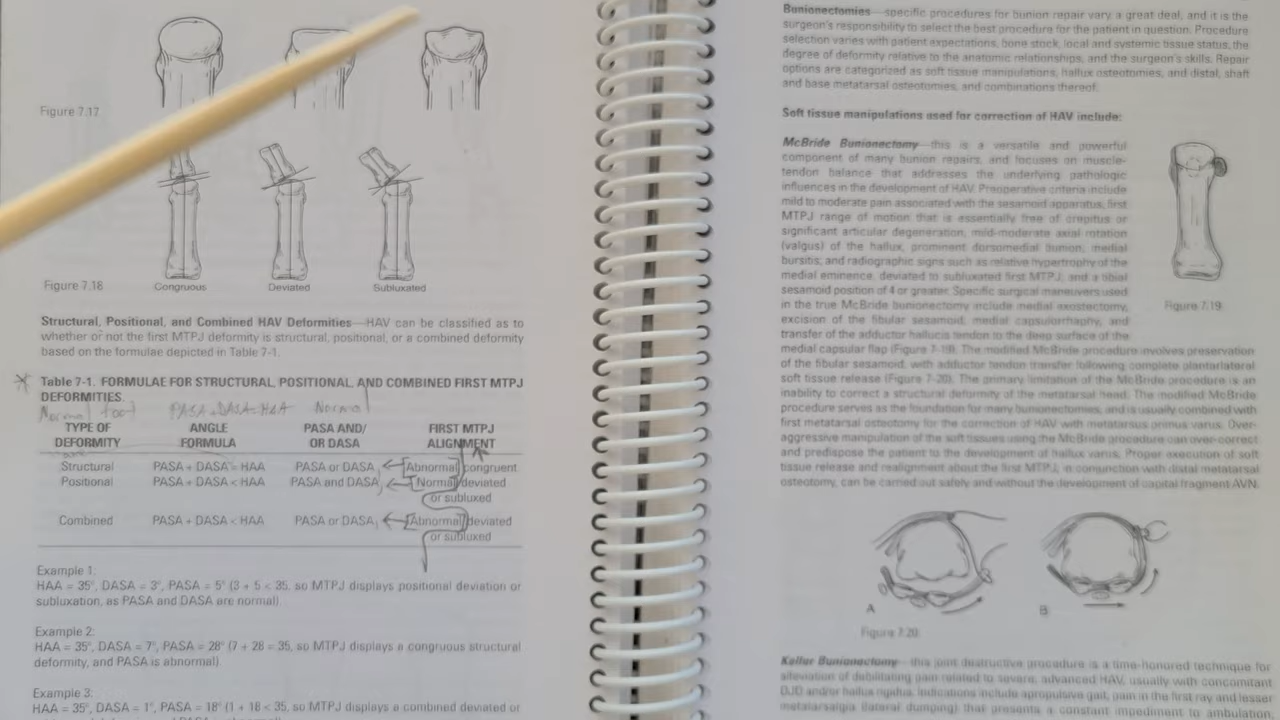 Figure 7.17
Figure 7.18
Congruous Deviated Subluxated
Structural, Positional, and Combined HAV Deformities—HAV can be classified as to
whether or not the first MTPJ deformity is structural, positional, or a combined deformity
based on the formulae depicted in Table 7-1.
Table 7-1. FORMULAE FOR STRUCTURAL, POSITIONAL, AND COMBINED FIRST MTPJ
DEFORMITIES.
Normal foot PASA+DASA=HAA Normal
TYPE OF ANGLE PASA AND/ FIRST MTPJ
DEFORMITY FORMULA OR DASA ALIGNMENT
Structural PASA + DASA = HAA PASA or DASA Abnormal congruent
Positional PASA + DASA < HAA PASA and DASA Normal deviated
or subluxed
Combined PASA + DASA < HAA PASA or DASA Abnormal deviated
or subluxed
Example 1:
HAA = 35°, DASA = 3°, PASA = 5° (3 + 5 < 35, so MTPJ displays positional deviation or
subluxation, as PASA and DASA are normal).
Example 2:
HAA = 35°, DASA = 7°, PASA = 28° (7 + 28 = 35, so MTPJ displays a congruous structural
deformity, and PASA is abnormal).
Example 3:
HAA = 35°, DASA = 1°, PASA = 18° (1 + 18 < 35, so MTPJ displays a combined deviated or
Bunionectomies—specific procedures for bunion repair vary a great deal, and it is the
surgeon's responsibility to select the best procedure for the patient in question. Procedure
selection varies with patient expectations, bone stock, local and systemic tissue status, the
degree of deformity relative to the anatomic relationships, and the surgeon's skills. Repair
options are categorized as soft tissue manipulations, hallux osteotomies, and distal, shaft
and base metatarsal osteotomies, and combinations thereof.
Soft tissue manipulations used for correction of HAV include:
McBride Bunionectomy—this is a versatile and powerful
component of many bunion repairs, and focuses on muscle-
tendon balance that addresses the underlying pathologic
influences in the development of HAV. Preoperative criteria include
mild to moderate pain associated with the sesamoid apparatus, first
MTPJ range of motion that is essentially free of crepitus or
significant articular degeneration, mild-moderate axial rotation
(valgus) of the hallux, prominent dorsomedial bunion, medial
bursitis; and radiographic signs such as relative hypertrophy of the
medial eminence, deviated to subluxated first MTPJ, and a tibial
sesamoid position of 4 or greater. Specific surgical maneuvers used
in the true McBride bunionectomy include medial exostectomy,
excision of the fibular sesamoid, medial capsulorrhaphy, and
transfer of the adductor hallucis tendon to the deep surface of the
medial capsular flap (Figure 7-19). The modified McBride procedure involves preservation
of the fibular sesamoid, with adductor tendon transfer following complete plantarlateral
soft tissue release (Figure 7-20). The primary limitation of the McBride procedure is an
inability to correct a structural deformity of the metatarsal head. The modified McBride
procedure serves as the foundation for many bunionectomies, and is usually combined with
first metatarsal osteotomy for the correction of HAV with metatarsus primus varus. Over-
aggressive manipulation of the soft tissues using the McBride procedure can over-correct
and predispose the patient to the development of hallux varus. Proper execution of soft
tissue release and realignment about the first MTPJ, in conjunction with distal metatarsal
osteotomy, can be carried out safely and without the development of capital fragment AVN.
Figure 7.19
A B
Figure 7.20
Keller Bunionectomy—this joint destructive procedure is a time-honored technique for
alleviation of debilitating pain related to severe, advanced HAV, usually with concomitant
DJD and/or hallux rigidus. Indications include apropulsive gait, pain in the first ray and lesser
metatarsalgia (lateral dumping) that presents a constant impediment to ambulation,